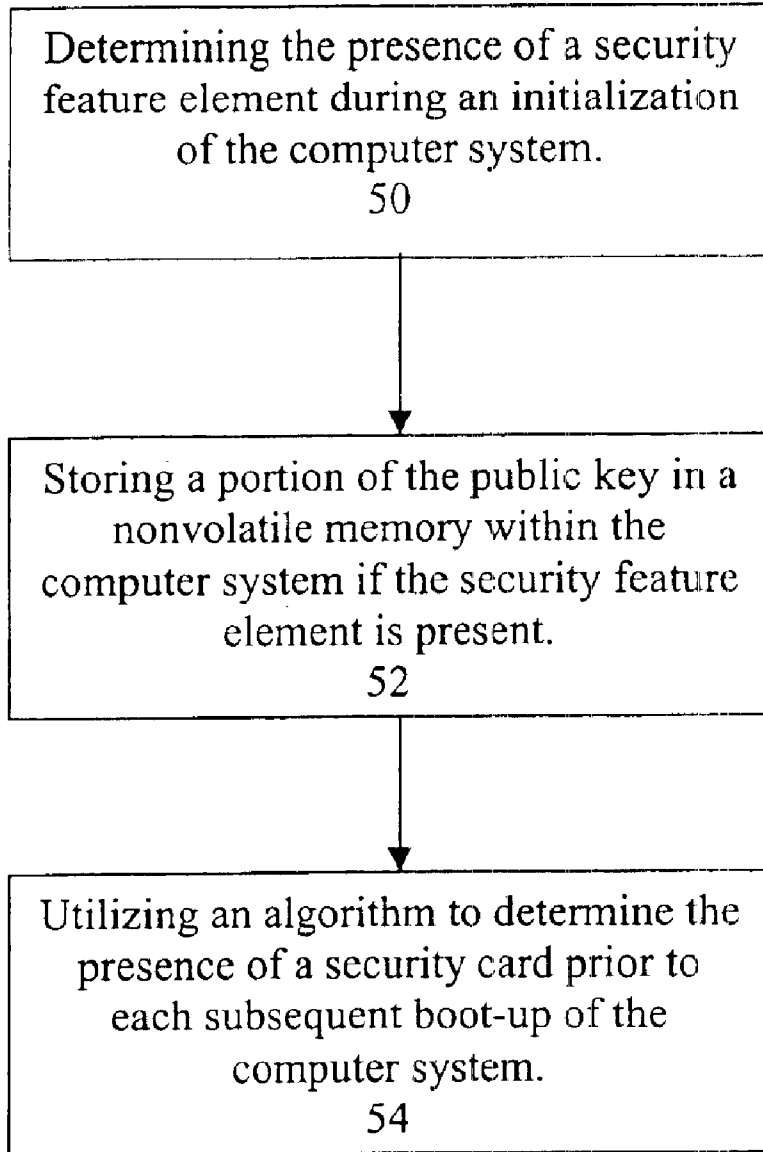 Determining the presence of a security
feature element during an initialization
of the computer system.
50
Storing a portion of the public key in a
nonvolatile memory within the
computer system if the security feature
element is present.
52
Utilizing an algorithm to determine the
presence of a security card prior to
each subsequent boot-up of the
computer system.
54